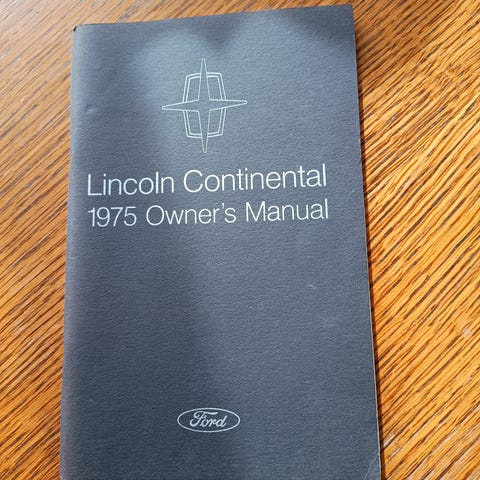 Lincoln Continental
1975 Owner's Manual
Ford